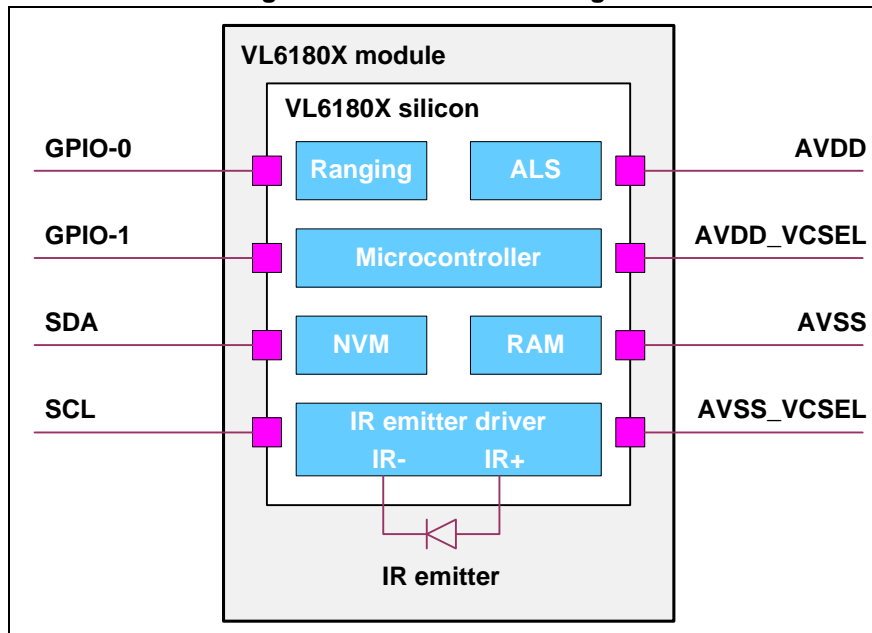 VL6180X module
VL6180X silicon
GPIO-0
Ranging
ALS
AVDD
GPIO-1
Microcontroller
AVDD_VCSEL
SDA
NVM
RAM
AVSS
SCL
IR emitter driver
AVSS_VCSEL
IR-
IR+
IR emitter